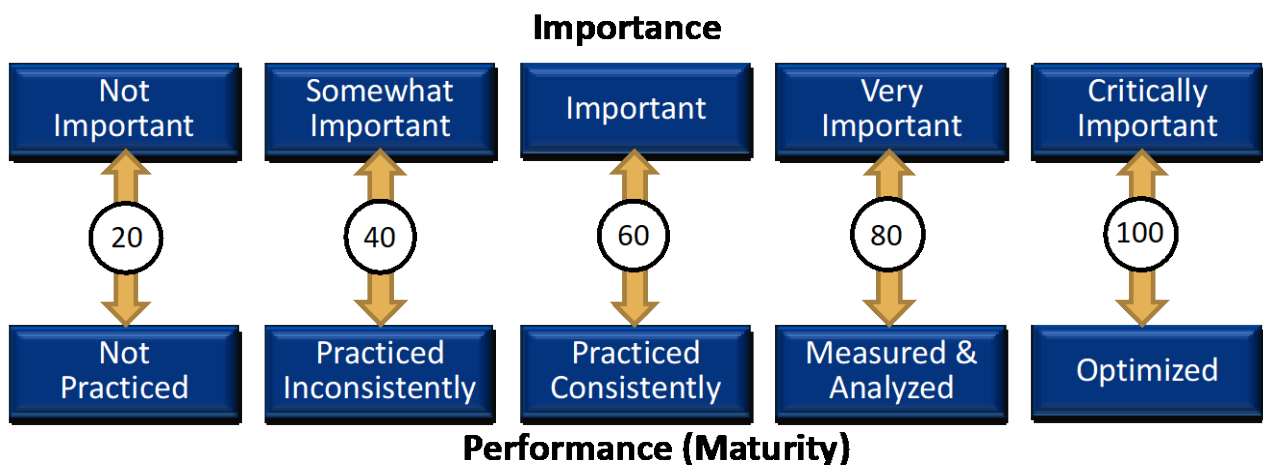 Importance
Not
Important
Somewhat
Important
Important
Very
Important
Critically
Important
20
40
60
80
100
Not
Practiced
Practiced
Inconsistently
Practiced
Consistently
Measured &
Analyzed
Optimized
Performance (Maturity)